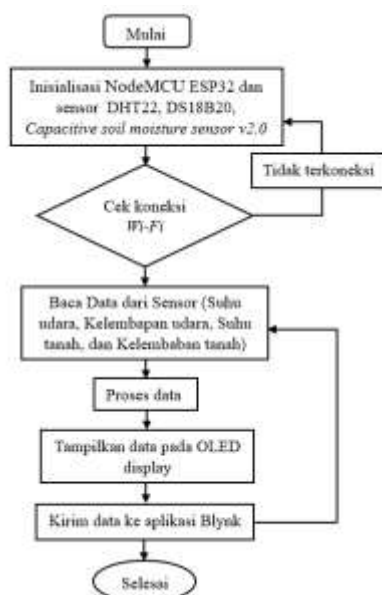 Mulai
Inisialisasi NodeMCU ESP32 dan
sensor DHT22, DS18B20,
Capacitive soil moisture sensor v2.0
Tidak terkoneksi
Cek koneksi
Wi-Fi
Baca Data dari Sensor (Suhu
udara, Kelembapan udara, Suhu
tanah, dan Kelembaban tanah)
Proses data
Tampilkan data pada OLED
display
Kirim data ke aplikasi Blynk
Selesai